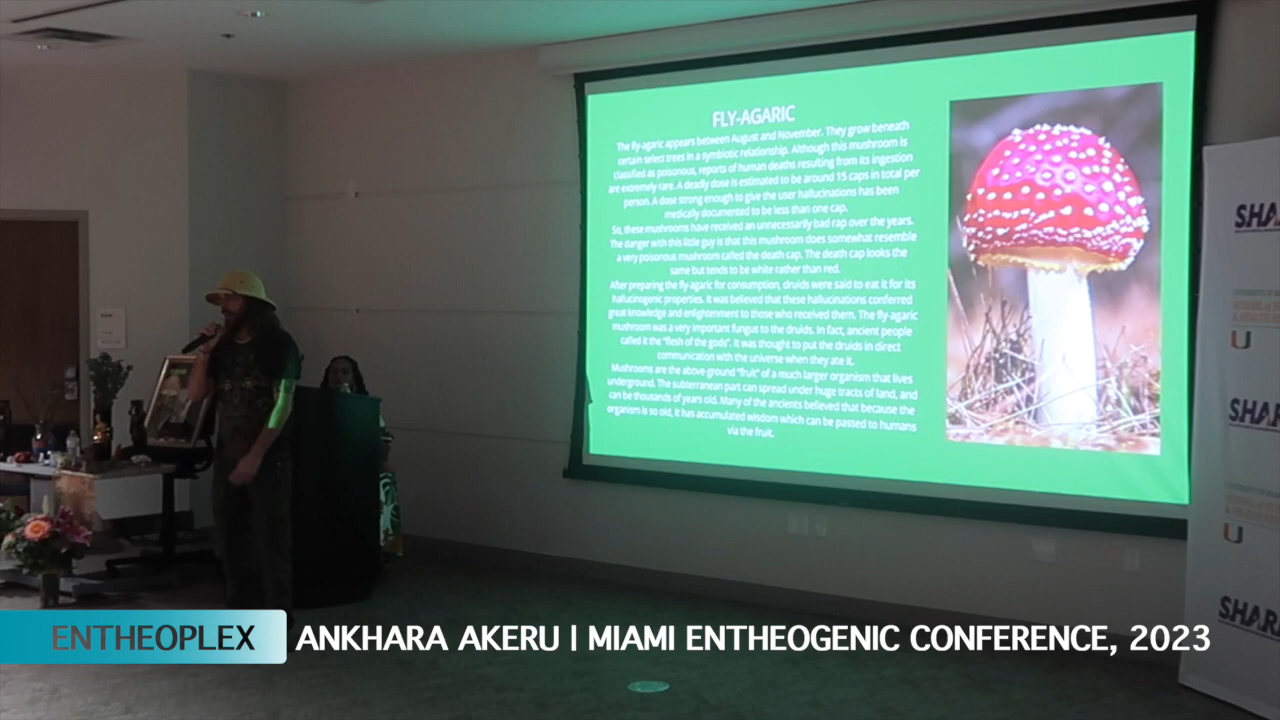 FLY-AGARIC
The fly-agaric appears between August and November. They grow beneath
certain select trees in a symbiotic relationship. Although this mushroom is
classified as poisonous, reports of human deaths resulting from its ingestion
are extremely rare. A deadly dose is estimated to be around 15 caps in total per
person. A dose strong enough to give the user hallucinations has been
medically documented to be less than one cap.
So, these mushrooms have received an unnecessarily bad rap over the years.
The danger with this little guy is that this mushroom does somewhat resemble
a very poisonous mushroom called the death cap. The death cap looks the
same but tends to be white rather than red.
After preparing the fly-agaric for consumption, druids were said to eat it for its
hallucinogenic properties. It was believed that these hallucinations conferred
great knowledge and enlightenment to those who received them. The fly-agaric
mushroom was a very important fungus to the druids. In fact, ancient people
called it the "flesh of the gods". It was thought to put the druids in direct
communication with the universe when they ate it.
Mushrooms are the above-ground "fruit" of a much larger organism that lives
underground. The subterranean part can spread under huge tracts of land, and
can be thousands of years old. Many of the ancients believed that because the
organism is so old, it has accumulated wisdom which can be passed to humans
via the fruit.
SHA
U
SHAR
U
SHAR
ENTHEOPLEX ANKHARA AKERU | MIAMI ENTHEOGENIC CONFERENCE, 2023